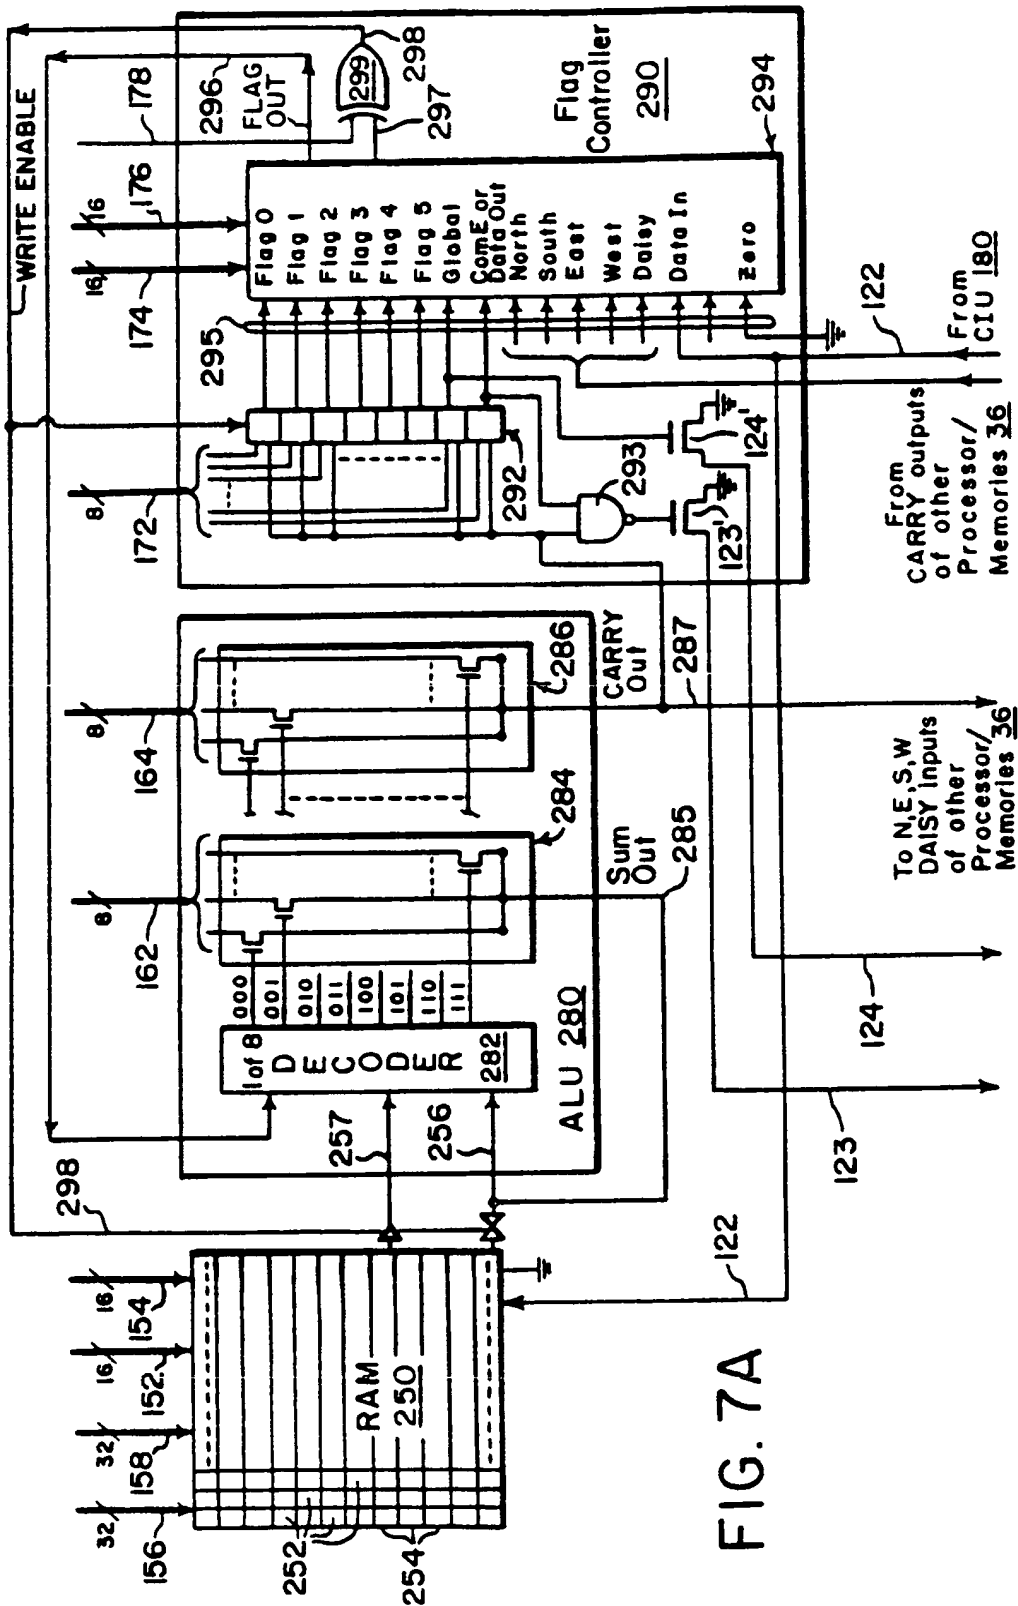 WRITE ENABLE
298
32
156
32
158
16
152
16
154
252
254
RAM
250
122
257
256
1 of 8
DECODER
282
000
001
010
011
100
101
110
111
ALU 280
8
162
284
Sum
Out
285
8
164
286
CARRY
Out
287
8
172
292
293
123'
124'
295
16
174
16
176
178
Flag 0
Flag 1
Flag 2
Flag 3
Flag 4
Flag 5
Global
ComE or
Data Out
North
South
East
West
Daisy
Data In
Zero
296
FLAG
OUT
299
298
297
Flag
Controller
290
294
122
From
CIU 180
From
CARRY outputs
of other
Processor/
Memories 36
To N,E,S,W
DAISY Inputs
of other
Processor/
Memories 36
124
123
FIG. 7A